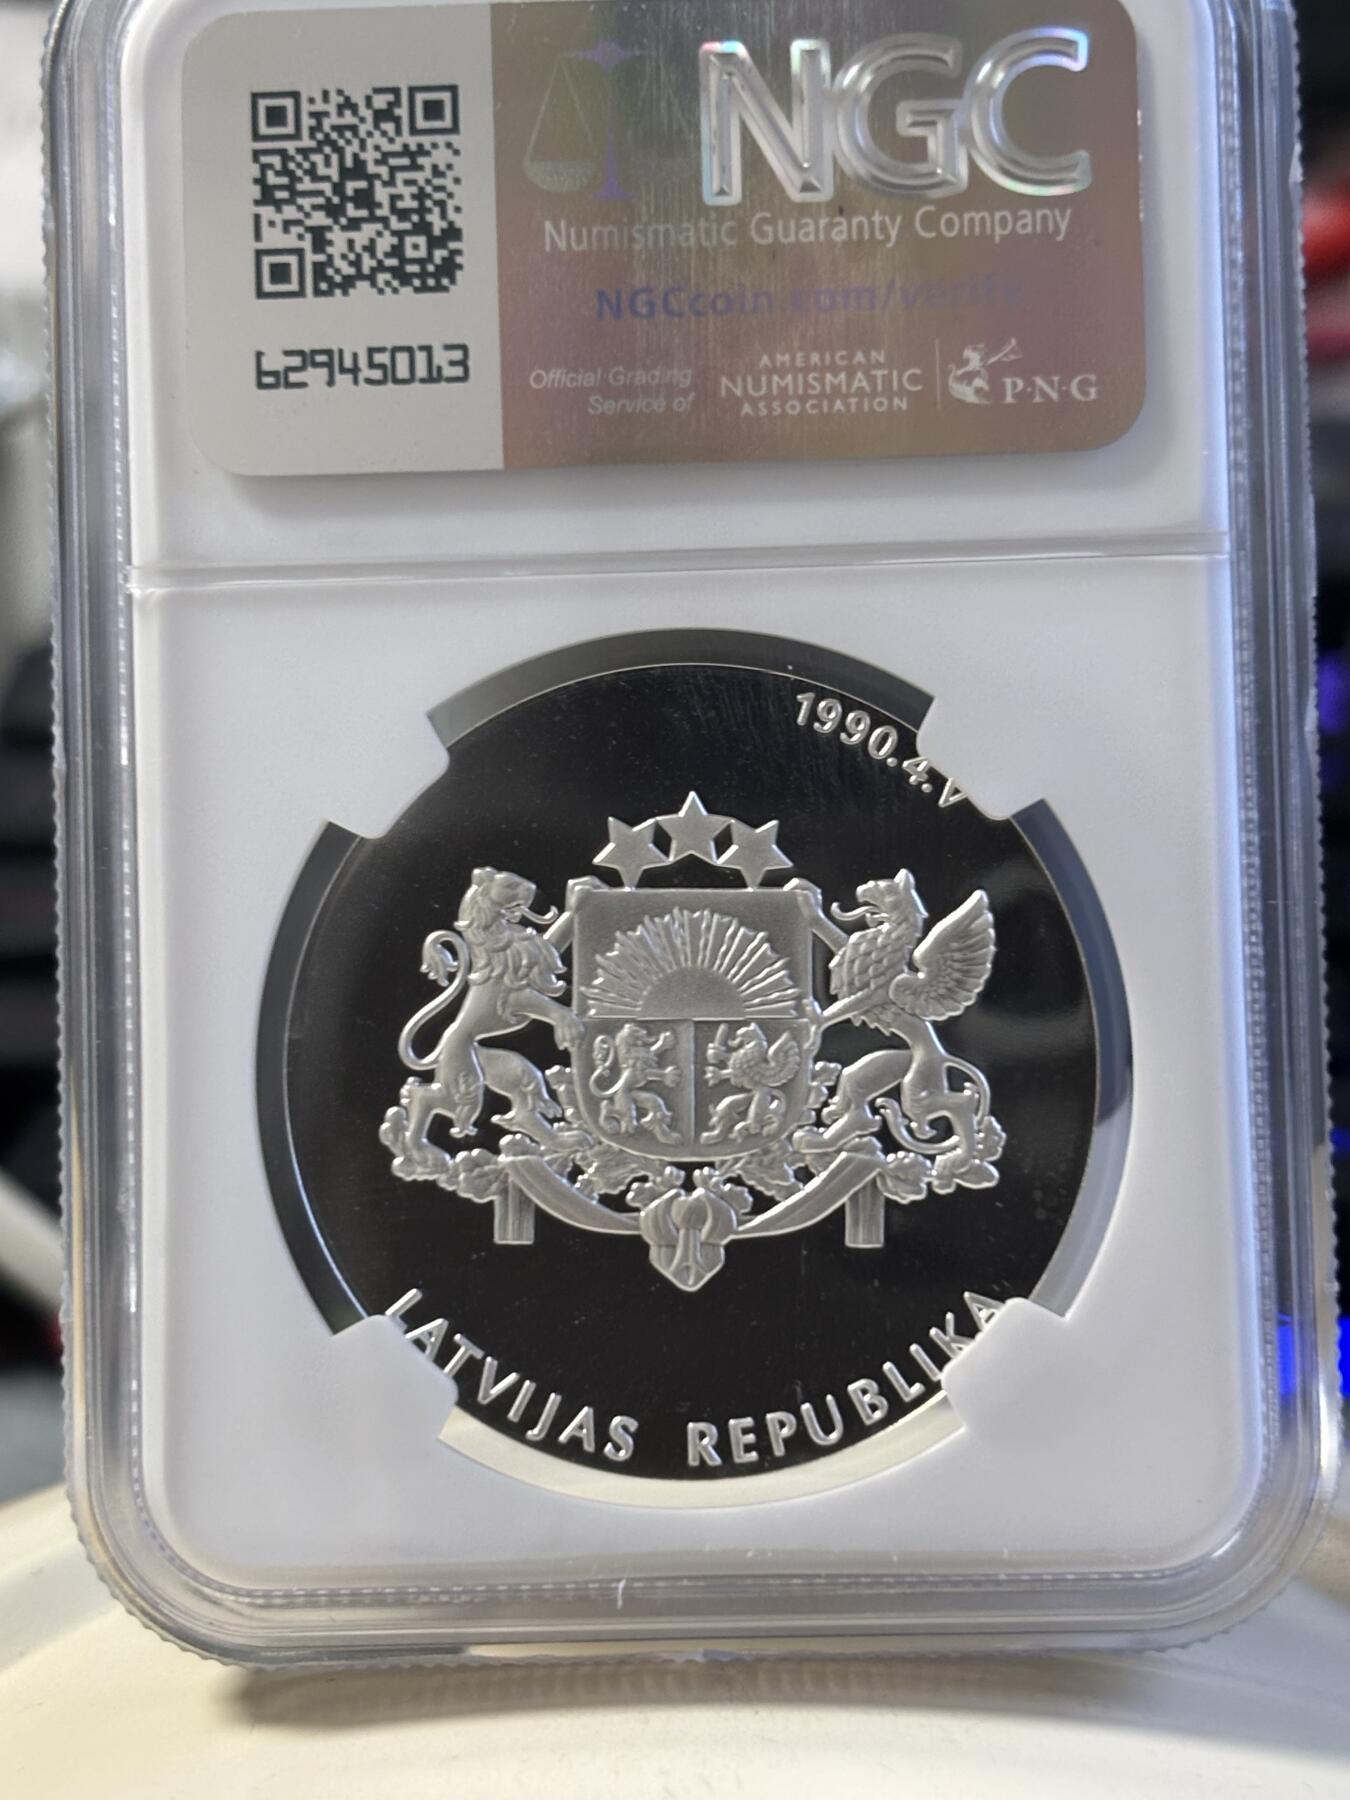 NGC
Numismatic Guaranty Company
NGCcoin.com/verify
62945013
Official Grading
Service of
AMERICAN
NUMISMATIC
ASSOCIATION
P·N·G
1990.4.V
LATVIJAS REPUBLIKA